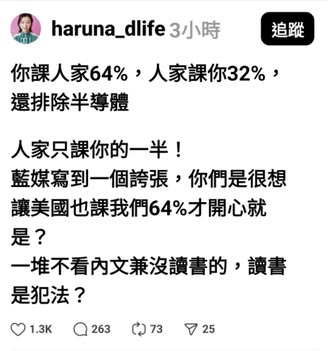 haruna_dlife 3小時
追蹤
你課人家64%，人家課你32%，
還排除半導體
人家只課你的一半！
藍媒寫到一個誇張，你們是很想
讓美國也課我們64%才開心就
是？
一堆不看內文兼沒讀書的，讀書
是犯法？
1.3K 263 73 25